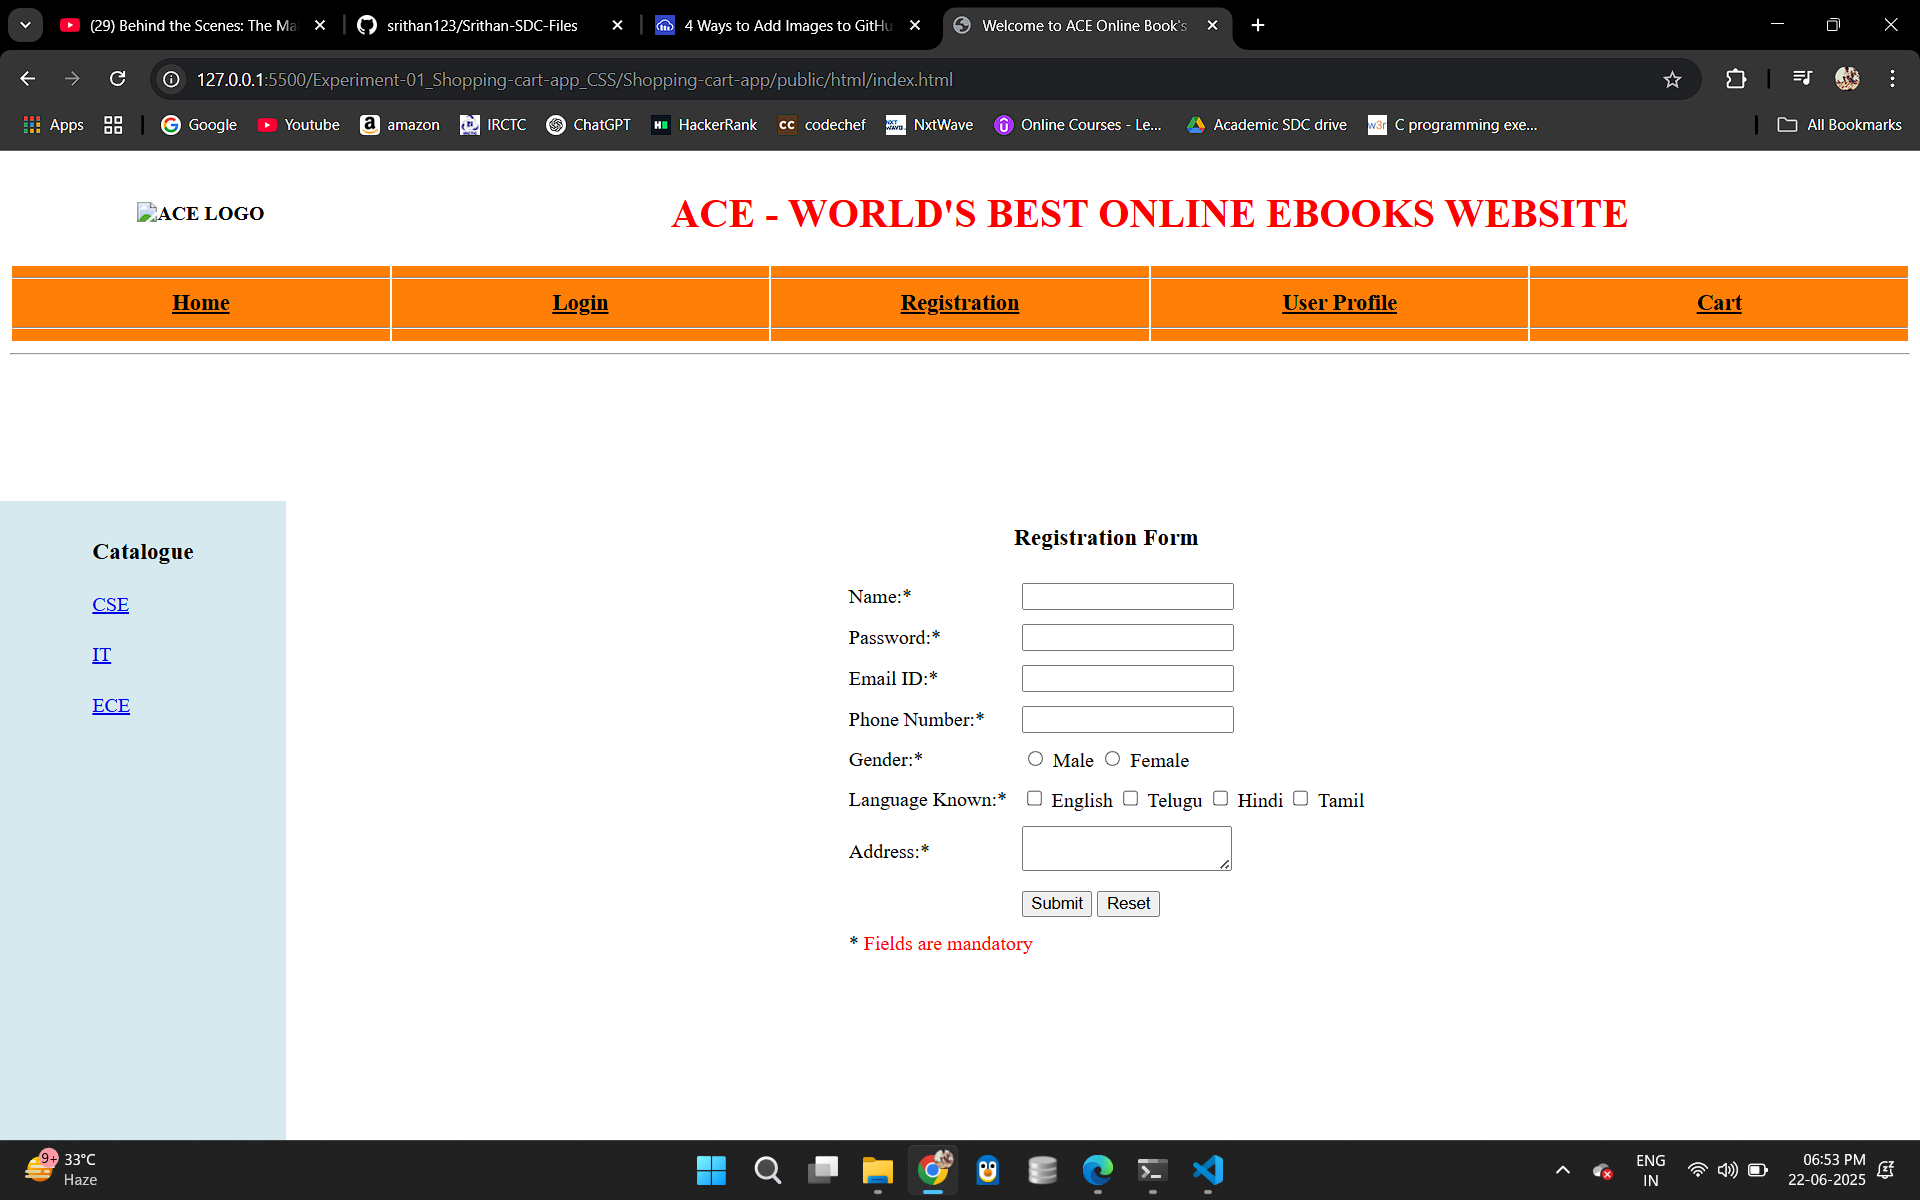 (29) Behind the Scenes: The Ma
srithan123/Srithan-SDC-Files
4 Ways to Add Images to GitHu
Welcome to ACE Online Book's
127.0.0.1:5500/Experiment-01_Shopping-cart-app_CSS/Shopping-cart-app/public/html/index.html
Apps Google Youtube amazon IRCTC ChatGPT HackerRank codechef NxtWave Online Courses - Le... Academic SDC drive C programming exe... All Bookmarks
ACE LOGO
ACE - WORLD'S BEST ONLINE EBOOKS WEBSITE
Home Login Registration User Profile Cart
Catalogue
CSE
IT
ECE
Registration Form
Name:*
Password:*
Email ID:*
Phone Number:*
Gender:* Male Female
Language Known:* English Telugu Hindi Tamil
Address:*
Submit Reset
* Fields are mandatory
9+
33°C
Haze
ENG
IN
06:53 PM
22-06-2025